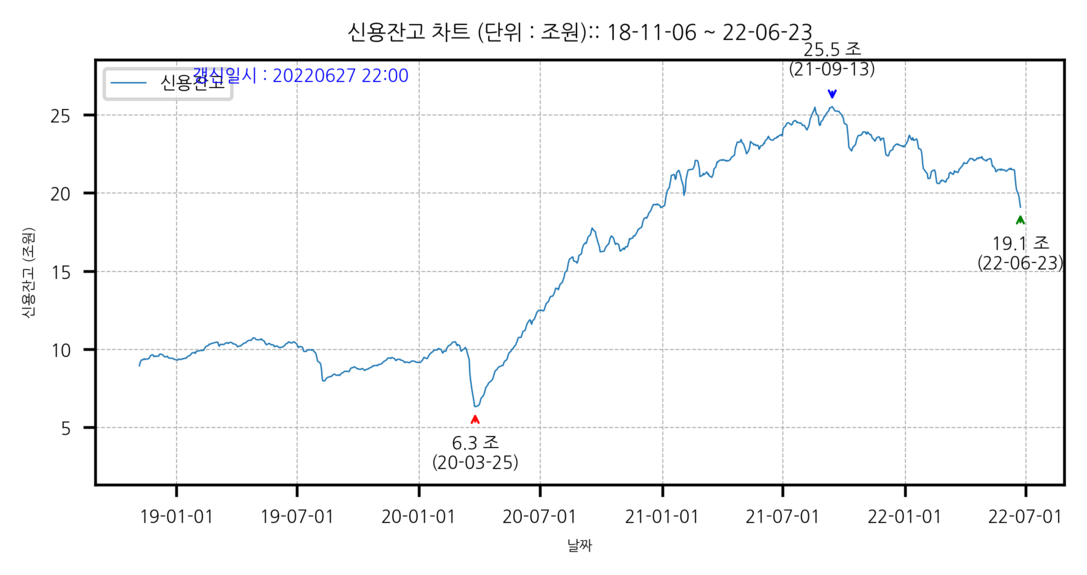 신용잔고 차트 (단위 : 조원):: 18-11-06 ~ 22-06-23
25.5 조
(21-09-13)
갱신일시 : 20220627 22:00
신용잔고
25
20
15
10
5
신용잔고 (조원)
19.1 조
(22-06-23)
6.3 조
(20-03-25)
19-01-01
19-07-01
20-01-01
20-07-01
21-01-01
21-07-01
22-01-01
22-07-01
날짜